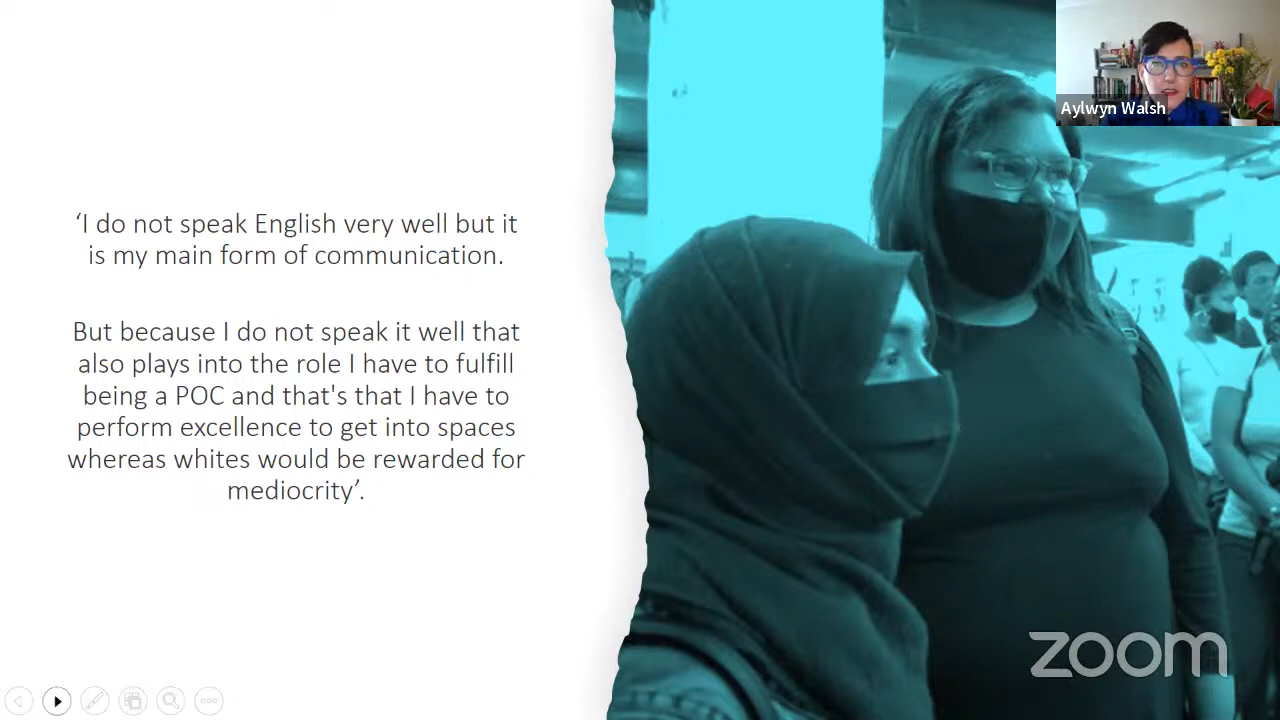 ‘I do not speak English very well but it
is my main form of communication.
But because I do not speak it well that
also plays into the role I have to fulfill
being a POC and that's that I have to
perform excellence to get into spaces
whereas whites would be rewarded for
mediocrity’.
Aylwyn Walsh
zoom